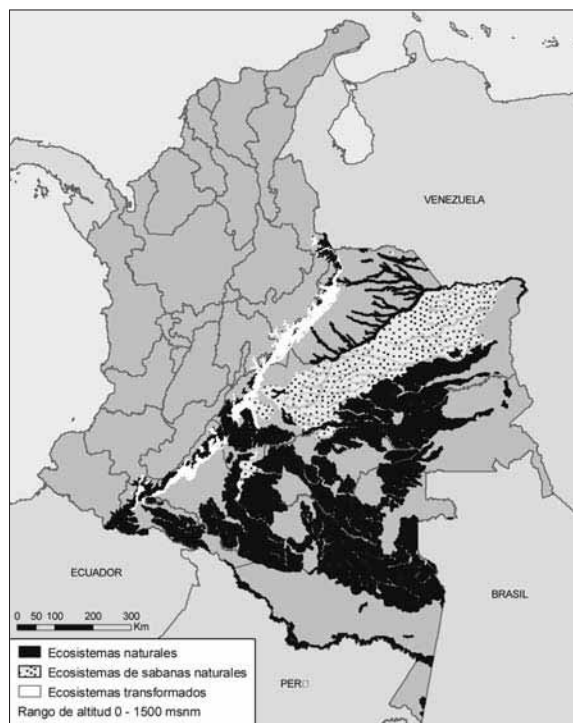 VENEZUELA
ECUADOR
BRASIL
0 50 100 200 300
Km
PER□
Ecosistemas naturales
Ecosistemas de sabanas naturales
Ecosistemas transformados
Rango de altitud 0 - 1500 msnm